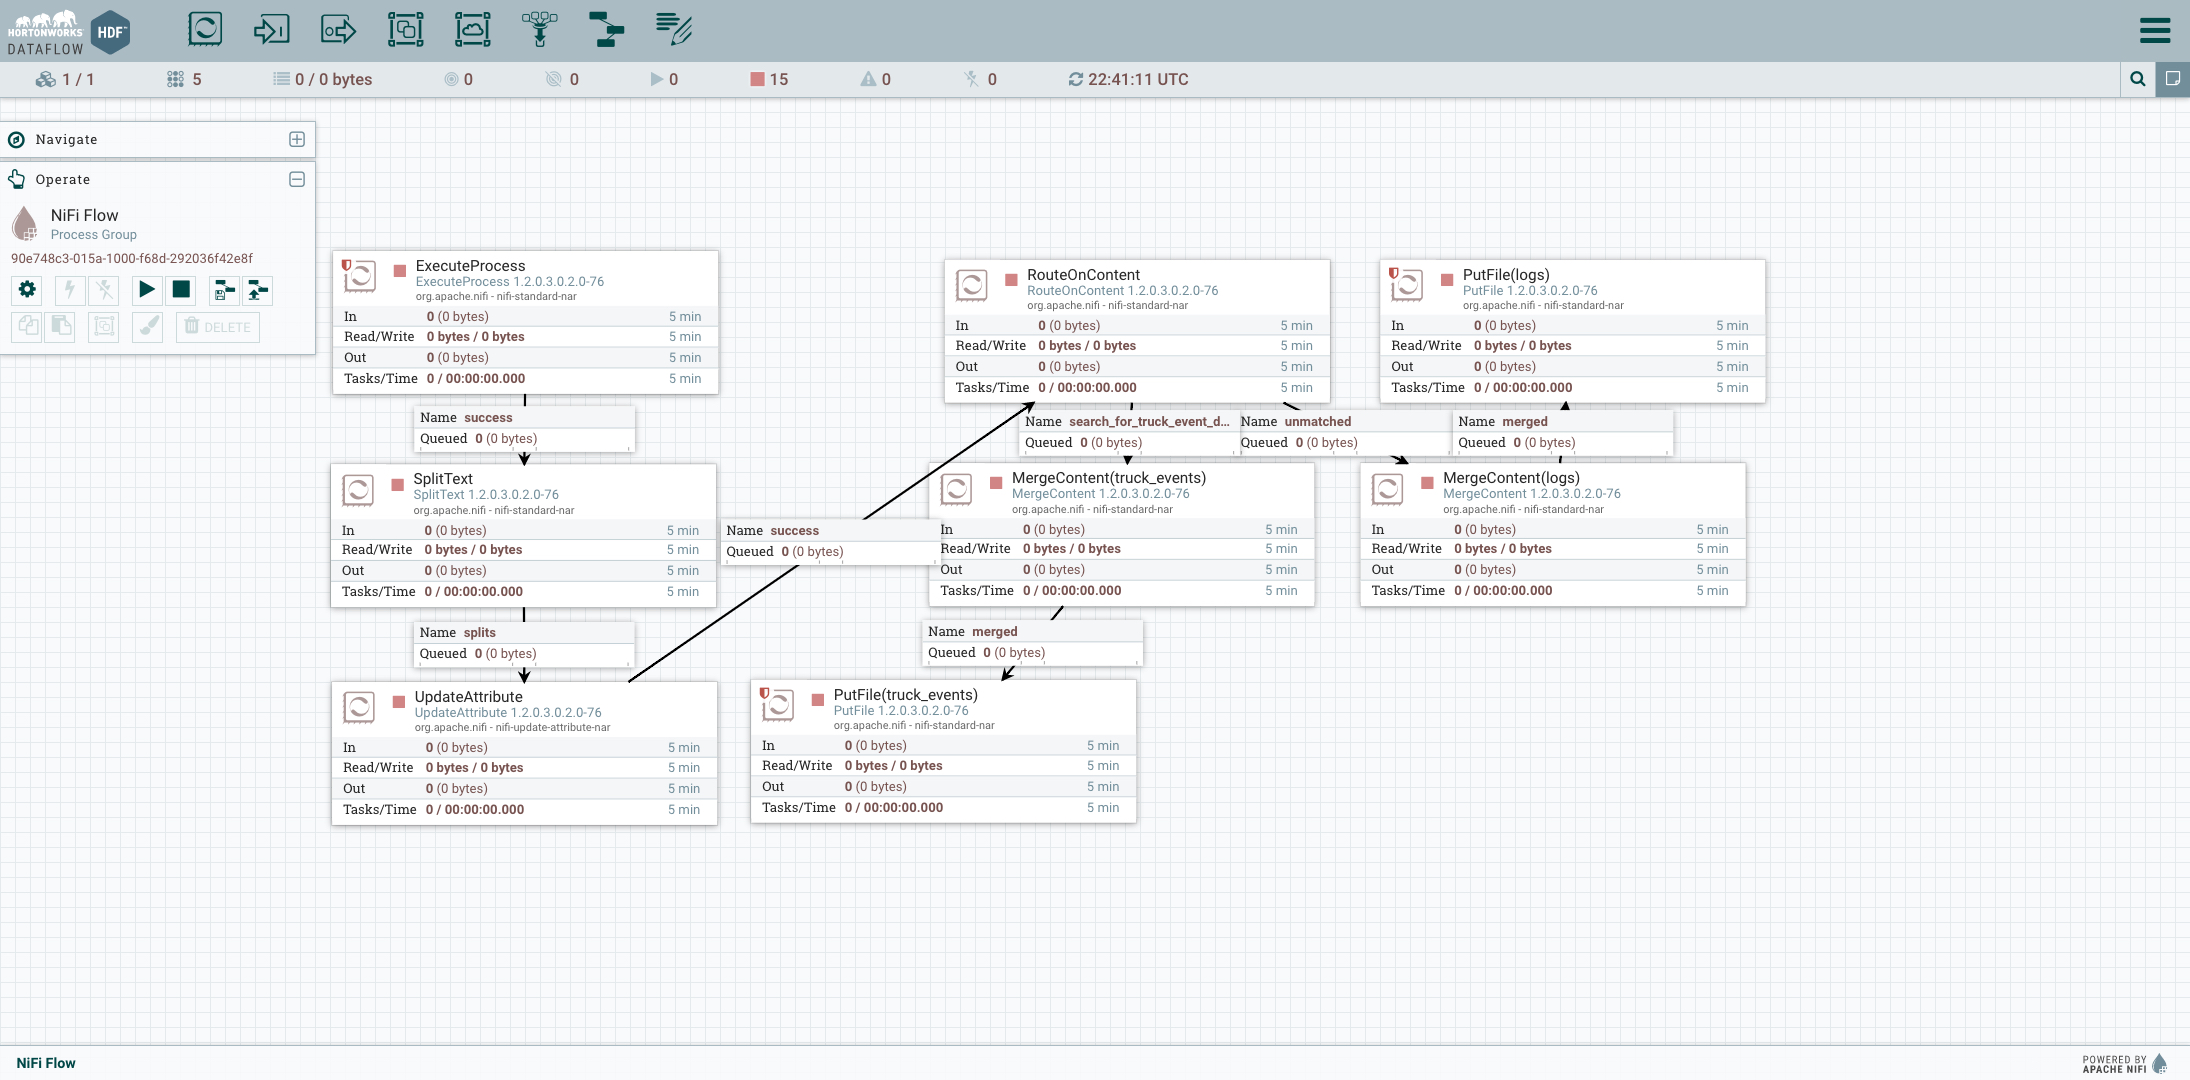 HORTONWORKS
DATAFLOW
HDF™
1 / 1
5
0 / 0 bytes
0
0
0
15
0
0
22:41:11 UTC
Navigate
Operate
NiFi Flow
Process Group
90e748c3-015a-1000-f68d-292036f42e8f
DELETE
ExecuteProcess
ExecuteProcess 1.2.0.3.0.2.0-76
org.apache.nifi - nifi-standard-nar
In 0 (0 bytes) 5 min
Read/Write 0 bytes / 0 bytes 5 min
Out 0 (0 bytes) 5 min
Tasks/Time 0 / 00:00:00.000 5 min
Name success
Queued 0 (0 bytes)
SplitText
SplitText 1.2.0.3.0.2.0-76
org.apache.nifi - nifi-standard-nar
In 0 (0 bytes) 5 min
Read/Write 0 bytes / 0 bytes 5 min
Out 0 (0 bytes) 5 min
Tasks/Time 0 / 00:00:00.000 5 min
Name splits
Queued 0 (0 bytes)
UpdateAttribute
UpdateAttribute 1.2.0.3.0.2.0-76
org.apache.nifi - nifi-update-attribute-nar
In 0 (0 bytes) 5 min
Read/Write 0 bytes / 0 bytes 5 min
Out 0 (0 bytes) 5 min
Tasks/Time 0 / 00:00:00.000 5 min
Name success
Queued 0 (0 bytes)
RouteOnContent
RouteOnContent 1.2.0.3.0.2.0-76
org.apache.nifi - nifi-standard-nar
In 0 (0 bytes) 5 min
Read/Write 0 bytes / 0 bytes 5 min
Out 0 (0 bytes) 5 min
Tasks/Time 0 / 00:00:00.000 5 min
Name search_for_truck_event_d...
Queued 0 (0 bytes)
Name unmatched
Queued 0 (0 bytes)
MergeContent(truck_events)
MergeContent 1.2.0.3.0.2.0-76
org.apache.nifi - nifi-standard-nar
In 0 (0 bytes) 5 min
Read/Write 0 bytes / 0 bytes 5 min
Out 0 (0 bytes) 5 min
Tasks/Time 0 / 00:00:00.000 5 min
Name merged
Queued 0 (0 bytes)
PutFile(truck_events)
PutFile 1.2.0.3.0.2.0-76
org.apache.nifi - nifi-standard-nar
In 0 (0 bytes) 5 min
Read/Write 0 bytes / 0 bytes 5 min
Out 0 (0 bytes) 5 min
Tasks/Time 0 / 00:00:00.000 5 min
PutFile(logs)
PutFile 1.2.0.3.0.2.0-76
org.apache.nifi - nifi-standard-nar
In 0 (0 bytes) 5 min
Read/Write 0 bytes / 0 bytes 5 min
Out 0 (0 bytes) 5 min
Tasks/Time 0 / 00:00:00.000 5 min
Name merged
Queued 0 (0 bytes)
MergeContent(logs)
MergeContent 1.2.0.3.0.2.0-76
org.apache.nifi - nifi-standard-nar
In 0 (0 bytes) 5 min
Read/Write 0 bytes / 0 bytes 5 min
Out 0 (0 bytes) 5 min
Tasks/Time 0 / 00:00:00.000 5 min
NiFi Flow
POWERED BY
APACHE NIFI